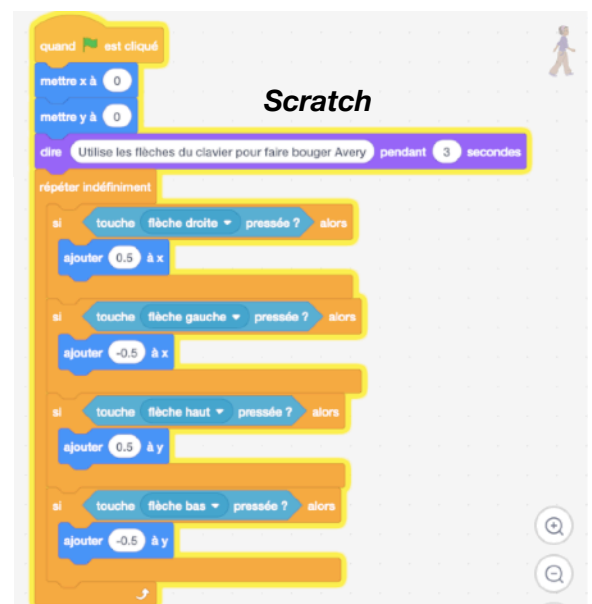 quand est cliqué
mettre x à 0
Scratch
mettre y à 0
dire Utilise les flèches du clavier pour faire bouger Avery pendant 3 secondes
répéter indéfiniment
si touche flèche droite pressée ? alors
ajouter 0.5 à x
si touche flèche gauche pressée ? alors
ajouter -0.5 à x
si touche flèche haut pressée ? alors
ajouter 0.5 à y
si touche flèche bas pressée ? alors
ajouter -0.5 à y